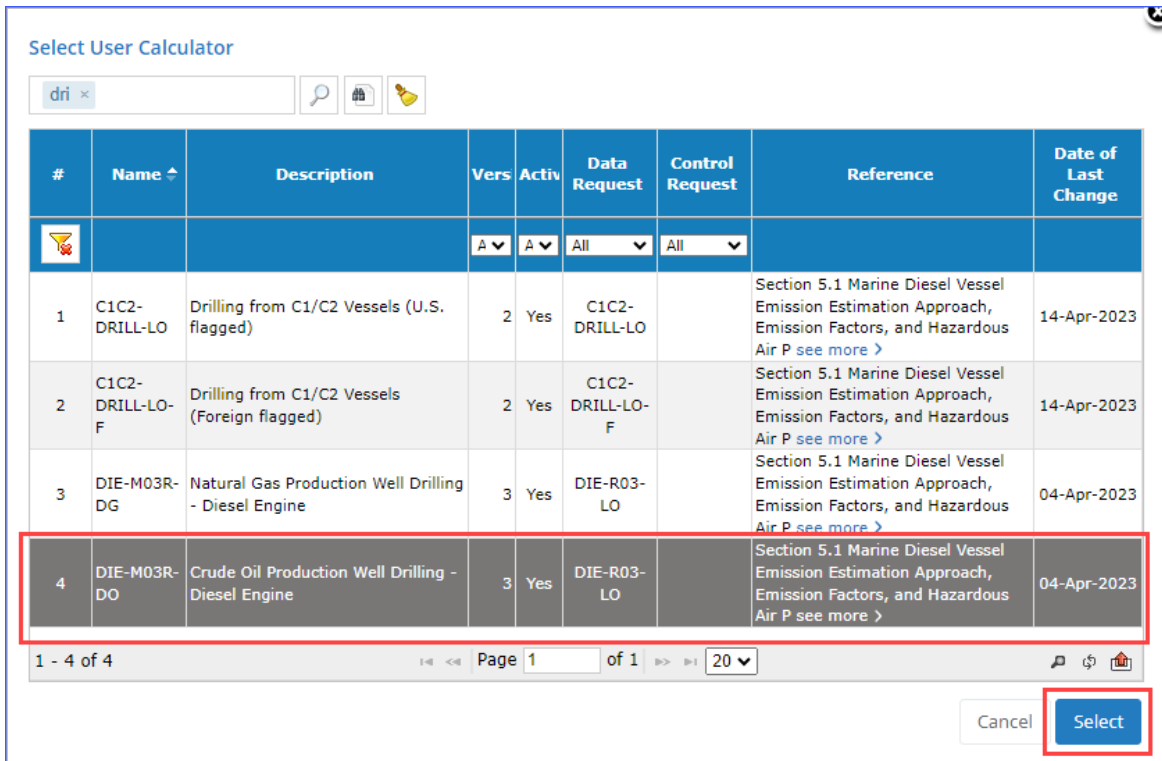 Select User Calculator
dri ×
# Name Description Vers Activ Data Request Control Request Reference Date of Last Change
A A All All
1 C1C2-DRILL-LO Drilling from C1/C2 Vessels (U.S. flagged) 2 Yes C1C2-DRILL-LO Section 5.1 Marine Diesel Vessel Emission Estimation Approach, Emission Factors, and Hazardous Air P see more > 14-Apr-2023
2 C1C2-DRILL-LO-F Drilling from C1/C2 Vessels (Foreign flagged) 2 Yes C1C2-DRILL-LO-F Section 5.1 Marine Diesel Vessel Emission Estimation Approach, Emission Factors, and Hazardous Air P see more > 14-Apr-2023
3 DIE-M03R-DG Natural Gas Production Well Drilling - Diesel Engine 3 Yes DIE-R03-LO Section 5.1 Marine Diesel Vessel Emission Estimation Approach, Emission Factors, and Hazardous Air P see more > 04-Apr-2023
4 DIE-M03R-DO Crude Oil Production Well Drilling - Diesel Engine 3 Yes DIE-R03-LO Section 5.1 Marine Diesel Vessel Emission Estimation Approach, Emission Factors, and Hazardous Air P see more > 04-Apr-2023
1 - 4 of 4 Page 1 of 1 20
Cancel Select